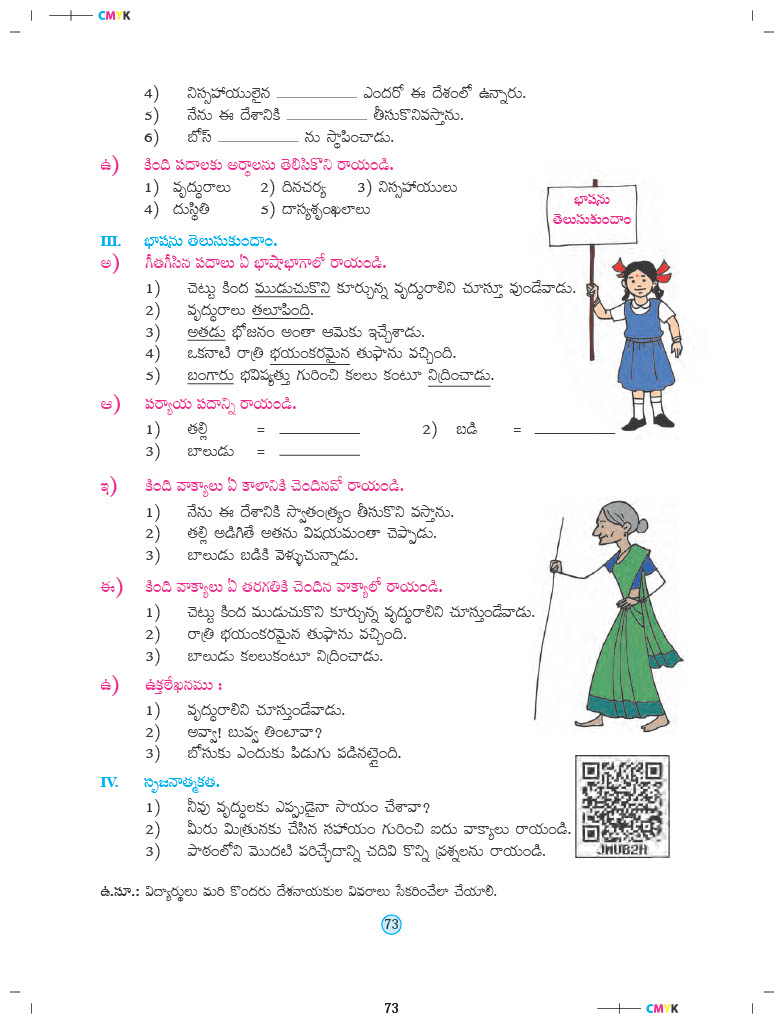 CMYK
4) నిస్సహాయులైన __________ ఎందరో ఈ దేశంలో ఉన్నారు.
5) నేను ఈ దేశానికి __________ తీసుకొనివస్తాను.
6) బోస్ __________ ను స్థాపించాడు.
ఉ) కింది పదాలకు అర్థాలను తెలిసికొని రాయండి.
1) వృద్ధురాలు 2) దినచర్య 3) నిస్సహాయులు
4) దుస్థితి 5) దాస్యశృంఖలాలు
భాషను
తెలుసుకుందాం
III. భాషను తెలుసుకుందాం.
అ) గీతగీసిన పదాలు ఏ భాషాభాగాలో రాయండి.
1) చెట్టు కింద ముడుచుకొని కూర్చున్న వృద్ధురాలిని చూస్తూ వుండేవాడు.
2) వృద్ధురాలు తలూపింది.
3) అతడు భోజనం అంతా ఆమెకు ఇచ్చేశాడు.
4) ఒకనాటి రాత్రి భయంకరమైన తుఫాను వచ్చింది.
5) బంగారు భవిష్యత్తు గురించి కలలు కంటూ నిద్రించాడు.
ఆ) పర్యాయ పదాన్ని రాయండి.
1) తల్లి = __________ 2) బడి = __________
3) బాలుడు = __________
ఇ) కింది వాక్యాలు ఏ కాలానికి చెందినవో రాయండి.
1) నేను ఈ దేశానికి స్వాతంత్ర్యం తీసుకొని వస్తాను.
2) తల్లి అడిగితే అతను విషయమంతా చెప్పాడు.
3) బాలుడు బడికి వెళ్ళుచున్నాడు.
ఈ) కింది వాక్యాలు ఏ తరగతికి చెందిన వాక్యాలో రాయండి.
1) చెట్టు కింద ముడుచుకొని కూర్చున్న వృద్ధురాలిని చూస్తుండేవాడు.
2) రాత్రి భయంకరమైన తుఫాను వచ్చింది.
3) బాలుడు కలలుకంటూ నిద్రించాడు.
ఉ) ఉక్తలేఖనము :
1) వృద్ధురాలిని చూస్తుండేవాడు.
2) అవ్వా! బువ్వ తింటావా?
3) బోసుకు ఎందుకు పిడుగు పడినట్లైంది.
IV. సృజనాత్మకత.
1) నీవు వృద్ధులకు ఎప్పుడైనా సాయం చేశావా?
2) మీరు మిత్రునకు చేసిన సహాయం గురించి ఐదు వాక్యాలు రాయండి.
3) పాఠంలోని మొదటి పరిచ్ఛేదాన్ని చదివి కొన్ని ప్రశ్నలను రాయండి.
JWUB2M
ఉ.సూ.: విద్యార్థులు మరి కొందరు దేశనాయకుల వివరాలు సేకరించేలా చేయాలి.
73
73
CMYK